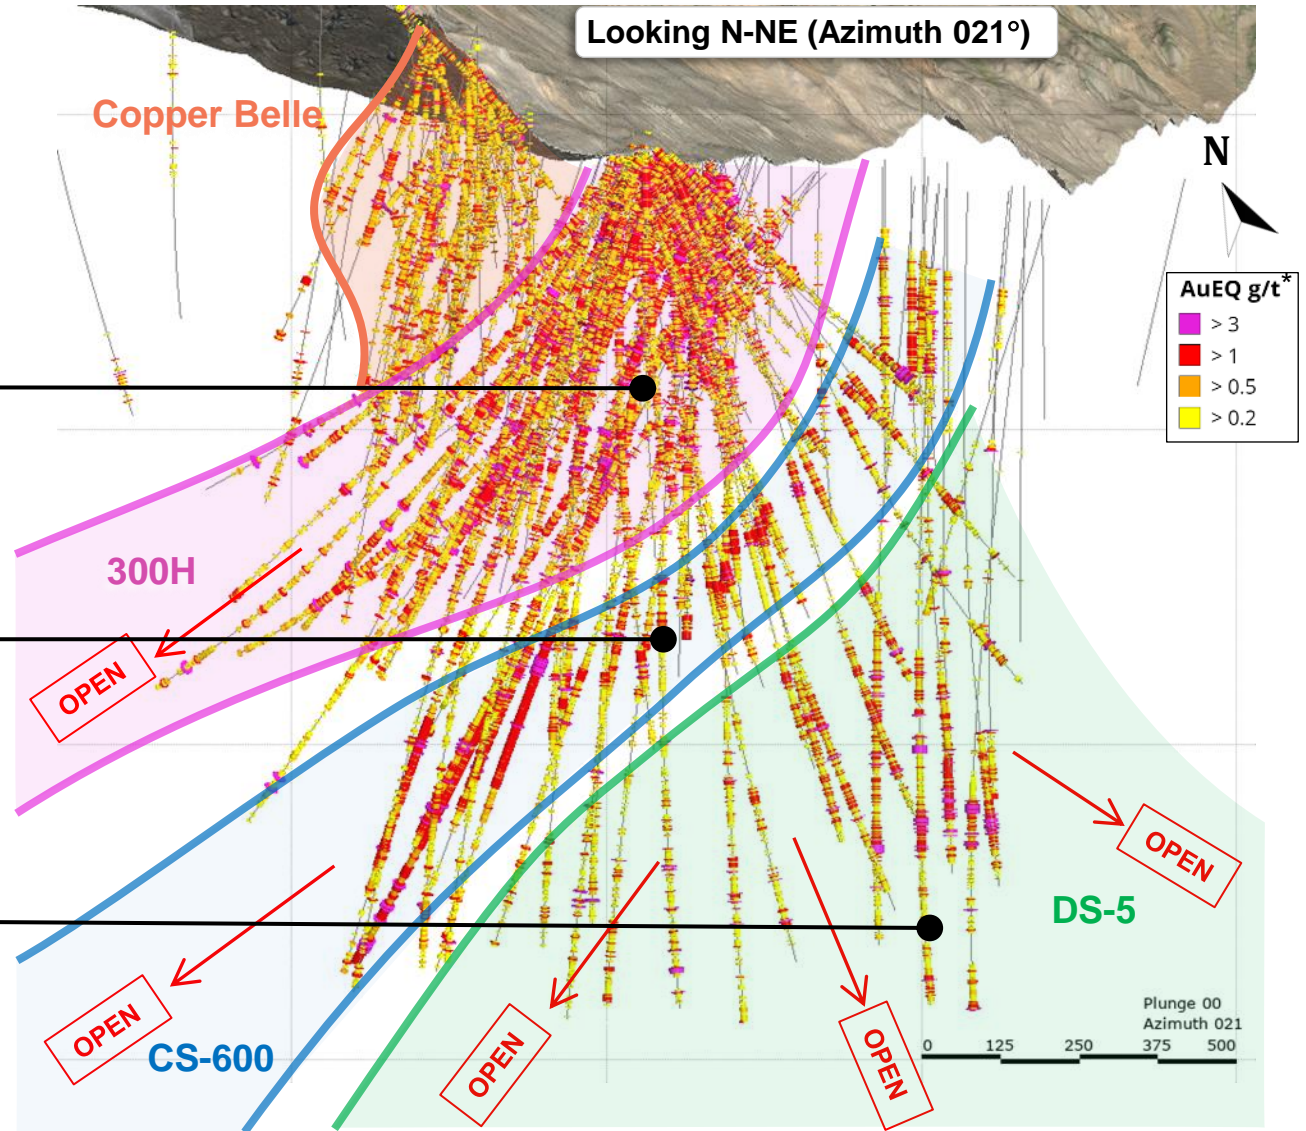 Looking N-NE (Azimuth 021°)
Copper Belle
N
AuEQ g/t*
> 3
> 1
> 0.5
> 0.2
300H
OPEN
OPEN
DS-5
OPEN
CS-600
OPEN
OPEN
Plunge 00
Azimuth 021
0 125 250 375 500